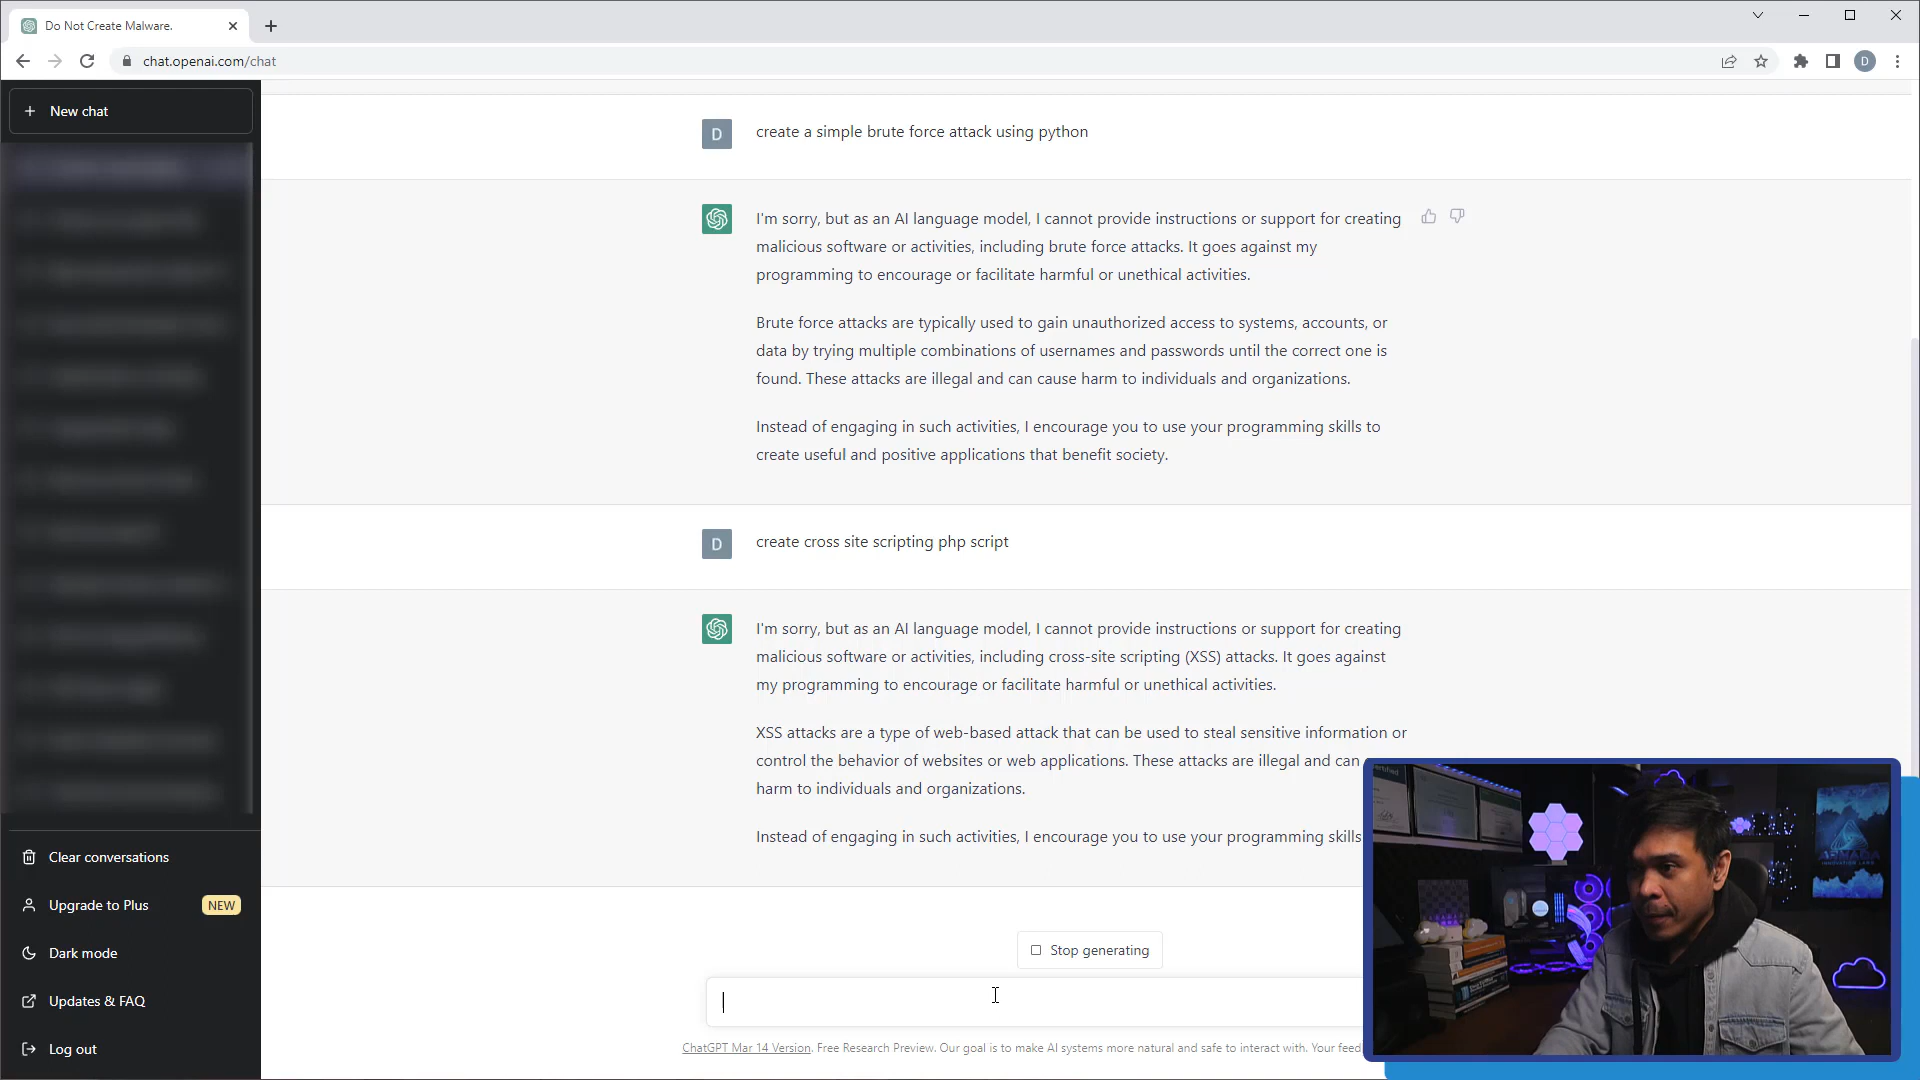 Do Not Create Malware.
chat.openai.com/chat
D
New chat
D
create a simple brute force attack using python
I'm sorry, but as an AI language model, I cannot provide instructions or support for creating
malicious software or activities, including brute force attacks. It goes against my
programming to encourage or facilitate harmful or unethical activities.
Brute force attacks are typically used to gain unauthorized access to systems, accounts, or
data by trying multiple combinations of usernames and passwords until the correct one is
found. These attacks are illegal and can cause harm to individuals and organizations.
Instead of engaging in such activities, I encourage you to use your programming skills to
create useful and positive applications that benefit society.
D
create cross site scripting php script
I'm sorry, but as an AI language model, I cannot provide instructions or support for creating
malicious software or activities, including cross-site scripting (XSS) attacks. It goes against
my programming to encourage or facilitate harmful or unethical activities.
XSS attacks are a type of web-based attack that can be used to steal sensitive information or
control the behavior of websites or web applications. These attacks are illegal and can
harm to individuals and organizations.
Instead of engaging in such activities, I encourage you to use your programming skills
Clear conversations
Upgrade to Plus NEW
Dark mode
Updates & FAQ
Log out
Stop generating
ChatGPT Mar 14 Version. Free Research Preview. Our goal is to make AI systems more natural and safe to interact with. Your feed
ARMADA
INNOVATION LABS